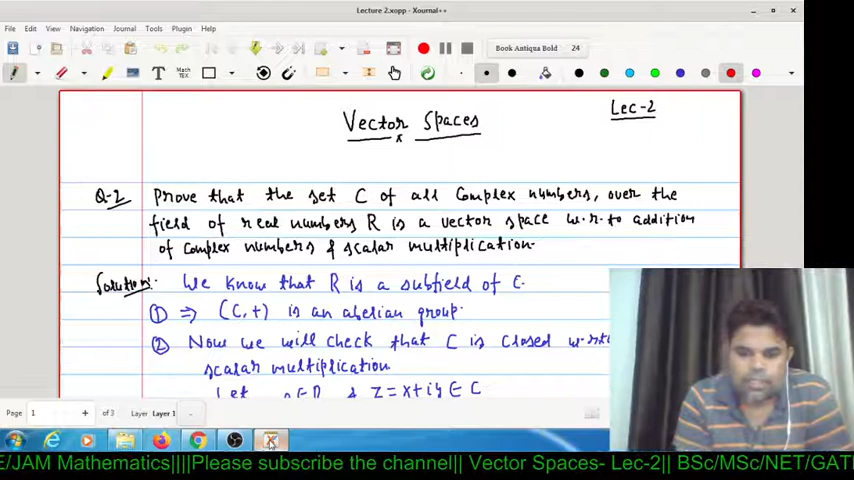 Lecture 2.xopp - Xournal++
File Edit View Navigation Journal Tools Plugin Help
Book Antiqua Bold 24
T Math TEX
Lec-2
Vector Spaces
Q-2 Prove that the set C of all Complex numbers, over the
field of real numbers R is a vector space w.r.to addition
of complex numbers & scalar multiplication.
Solution: We know that R is a subfield of C.
① ⇒ (C,+) is an abelian group.
② Now we will check that C is closed w.r.to
scalar multiplication
Let a∈R & z=x+iy ∈ C
Page 1 of 3 Layer Layer 1
E/JAM Mathematics||||Please subscribe the channel|| Vector Spaces- Lec-2|| BSc/MSc/NET/GATE